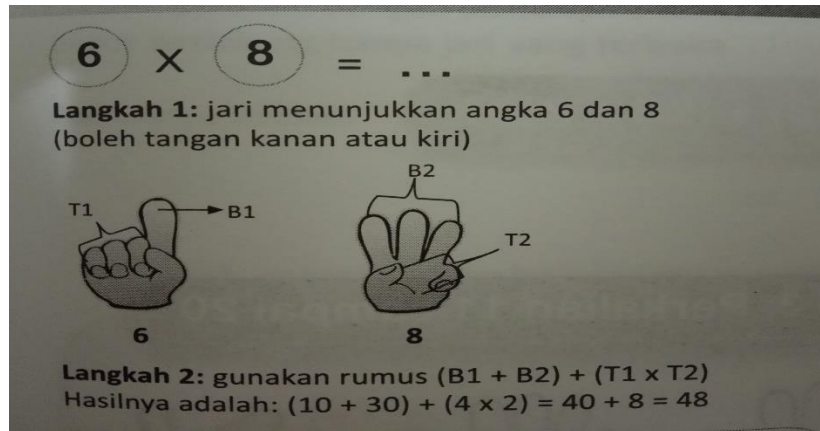 6 x 8 = ...
Langkah 1: jari menunjukkan angka 6 dan 8
(boleh tangan kanan atau kiri)
B2
T1
B1
T2
6
8
Langkah 2: gunakan rumus (B1 + B2) + (T1 x T2)
Hasilnya adalah: (10 + 30) + (4 x 2) = 40 + 8 = 48